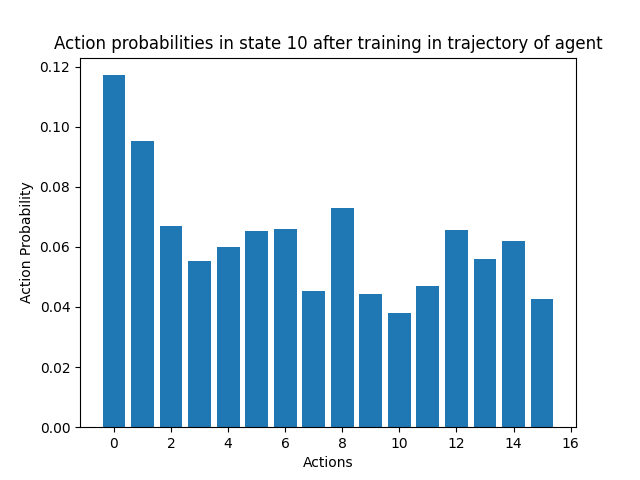 Action probabilities in state 10 after training in trajectory of agent
0.12
0.10
0.08
0.06
0.04
0.02
0.00
Action Probability
0 2 4 6 8 10 12 14 16
Actions